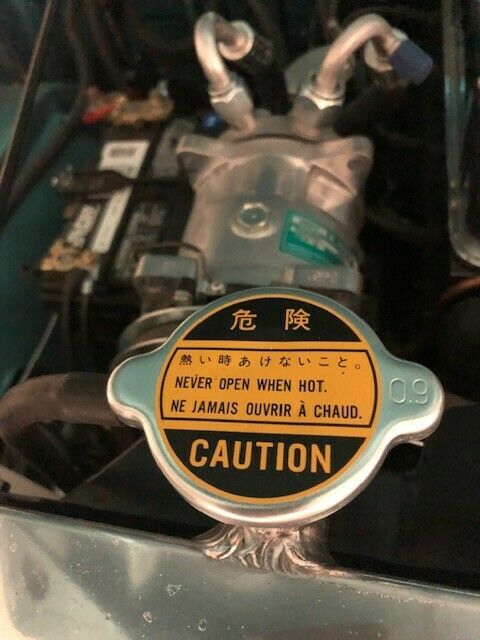 危険
熱い時あけないこと。
NEVER OPEN WHEN HOT.
NE JAMAIS OUVRIR À CHAUD.
0.9
CAUTION